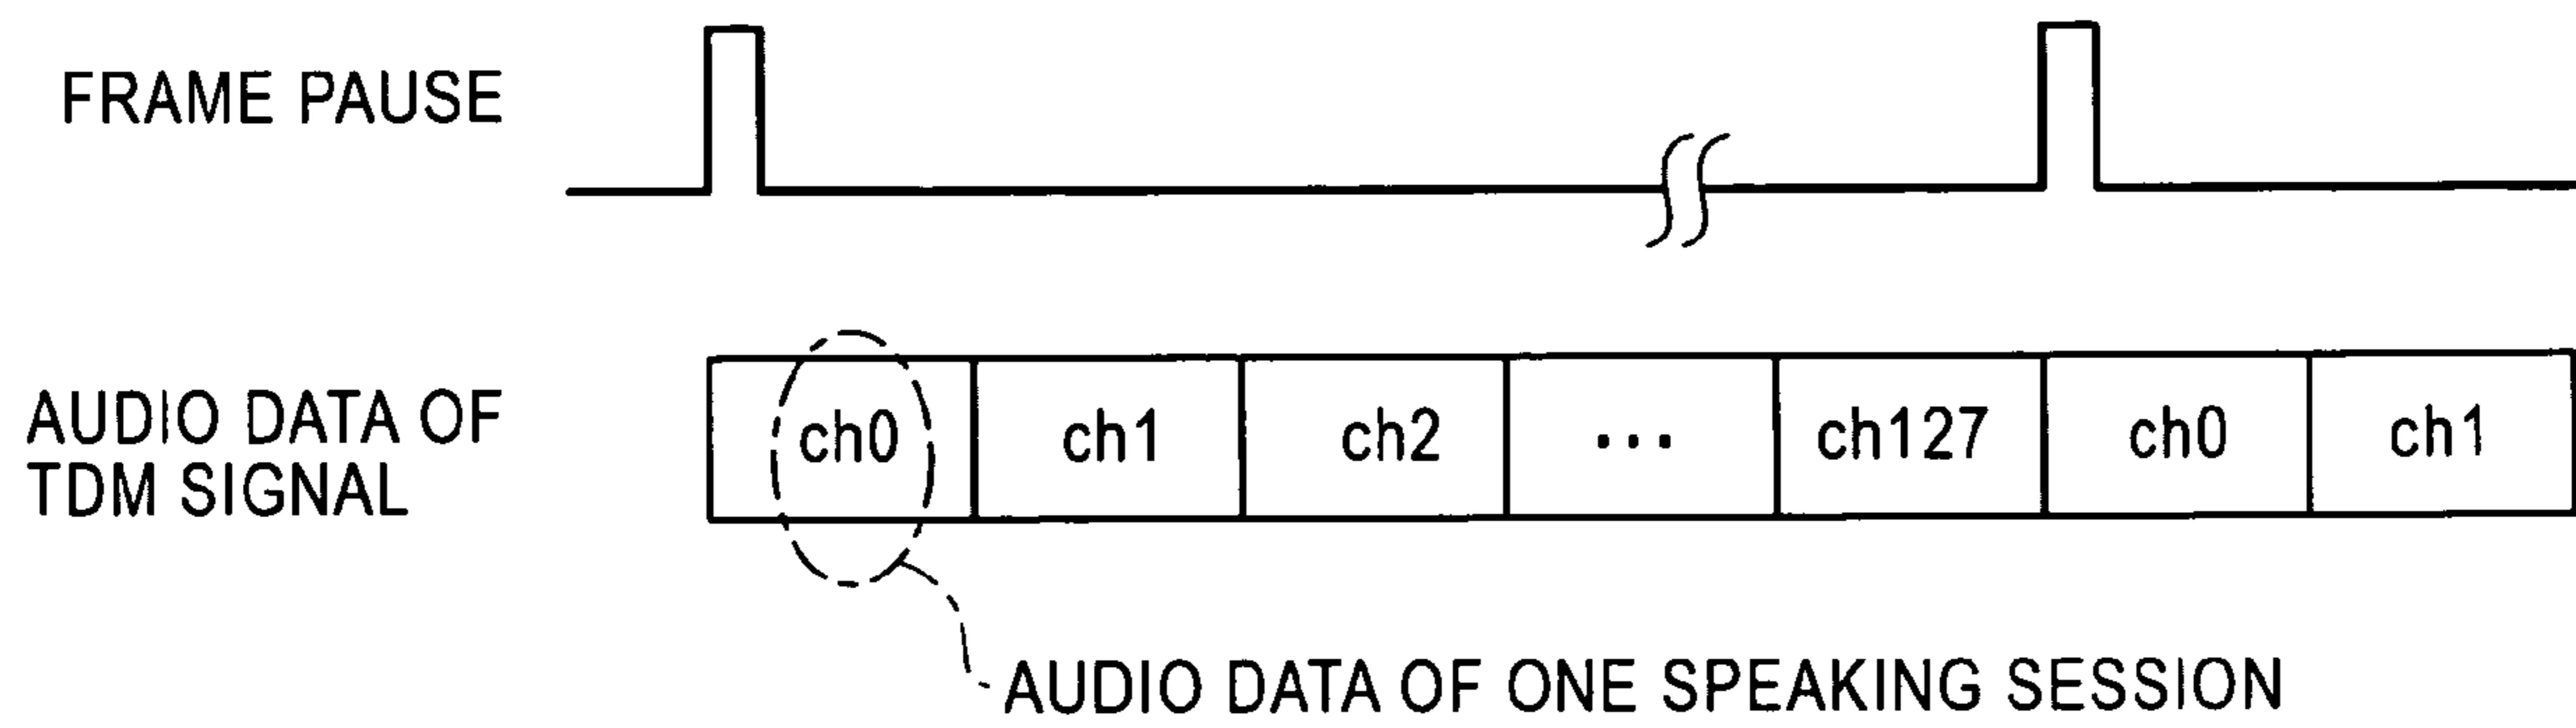 FRAME PAUSE
AUDIO DATA OF
TDM SIGNAL
ch0 ch1 ch2 ... ch127 ch0 ch1
AUDIO DATA OF ONE SPEAKING SESSION